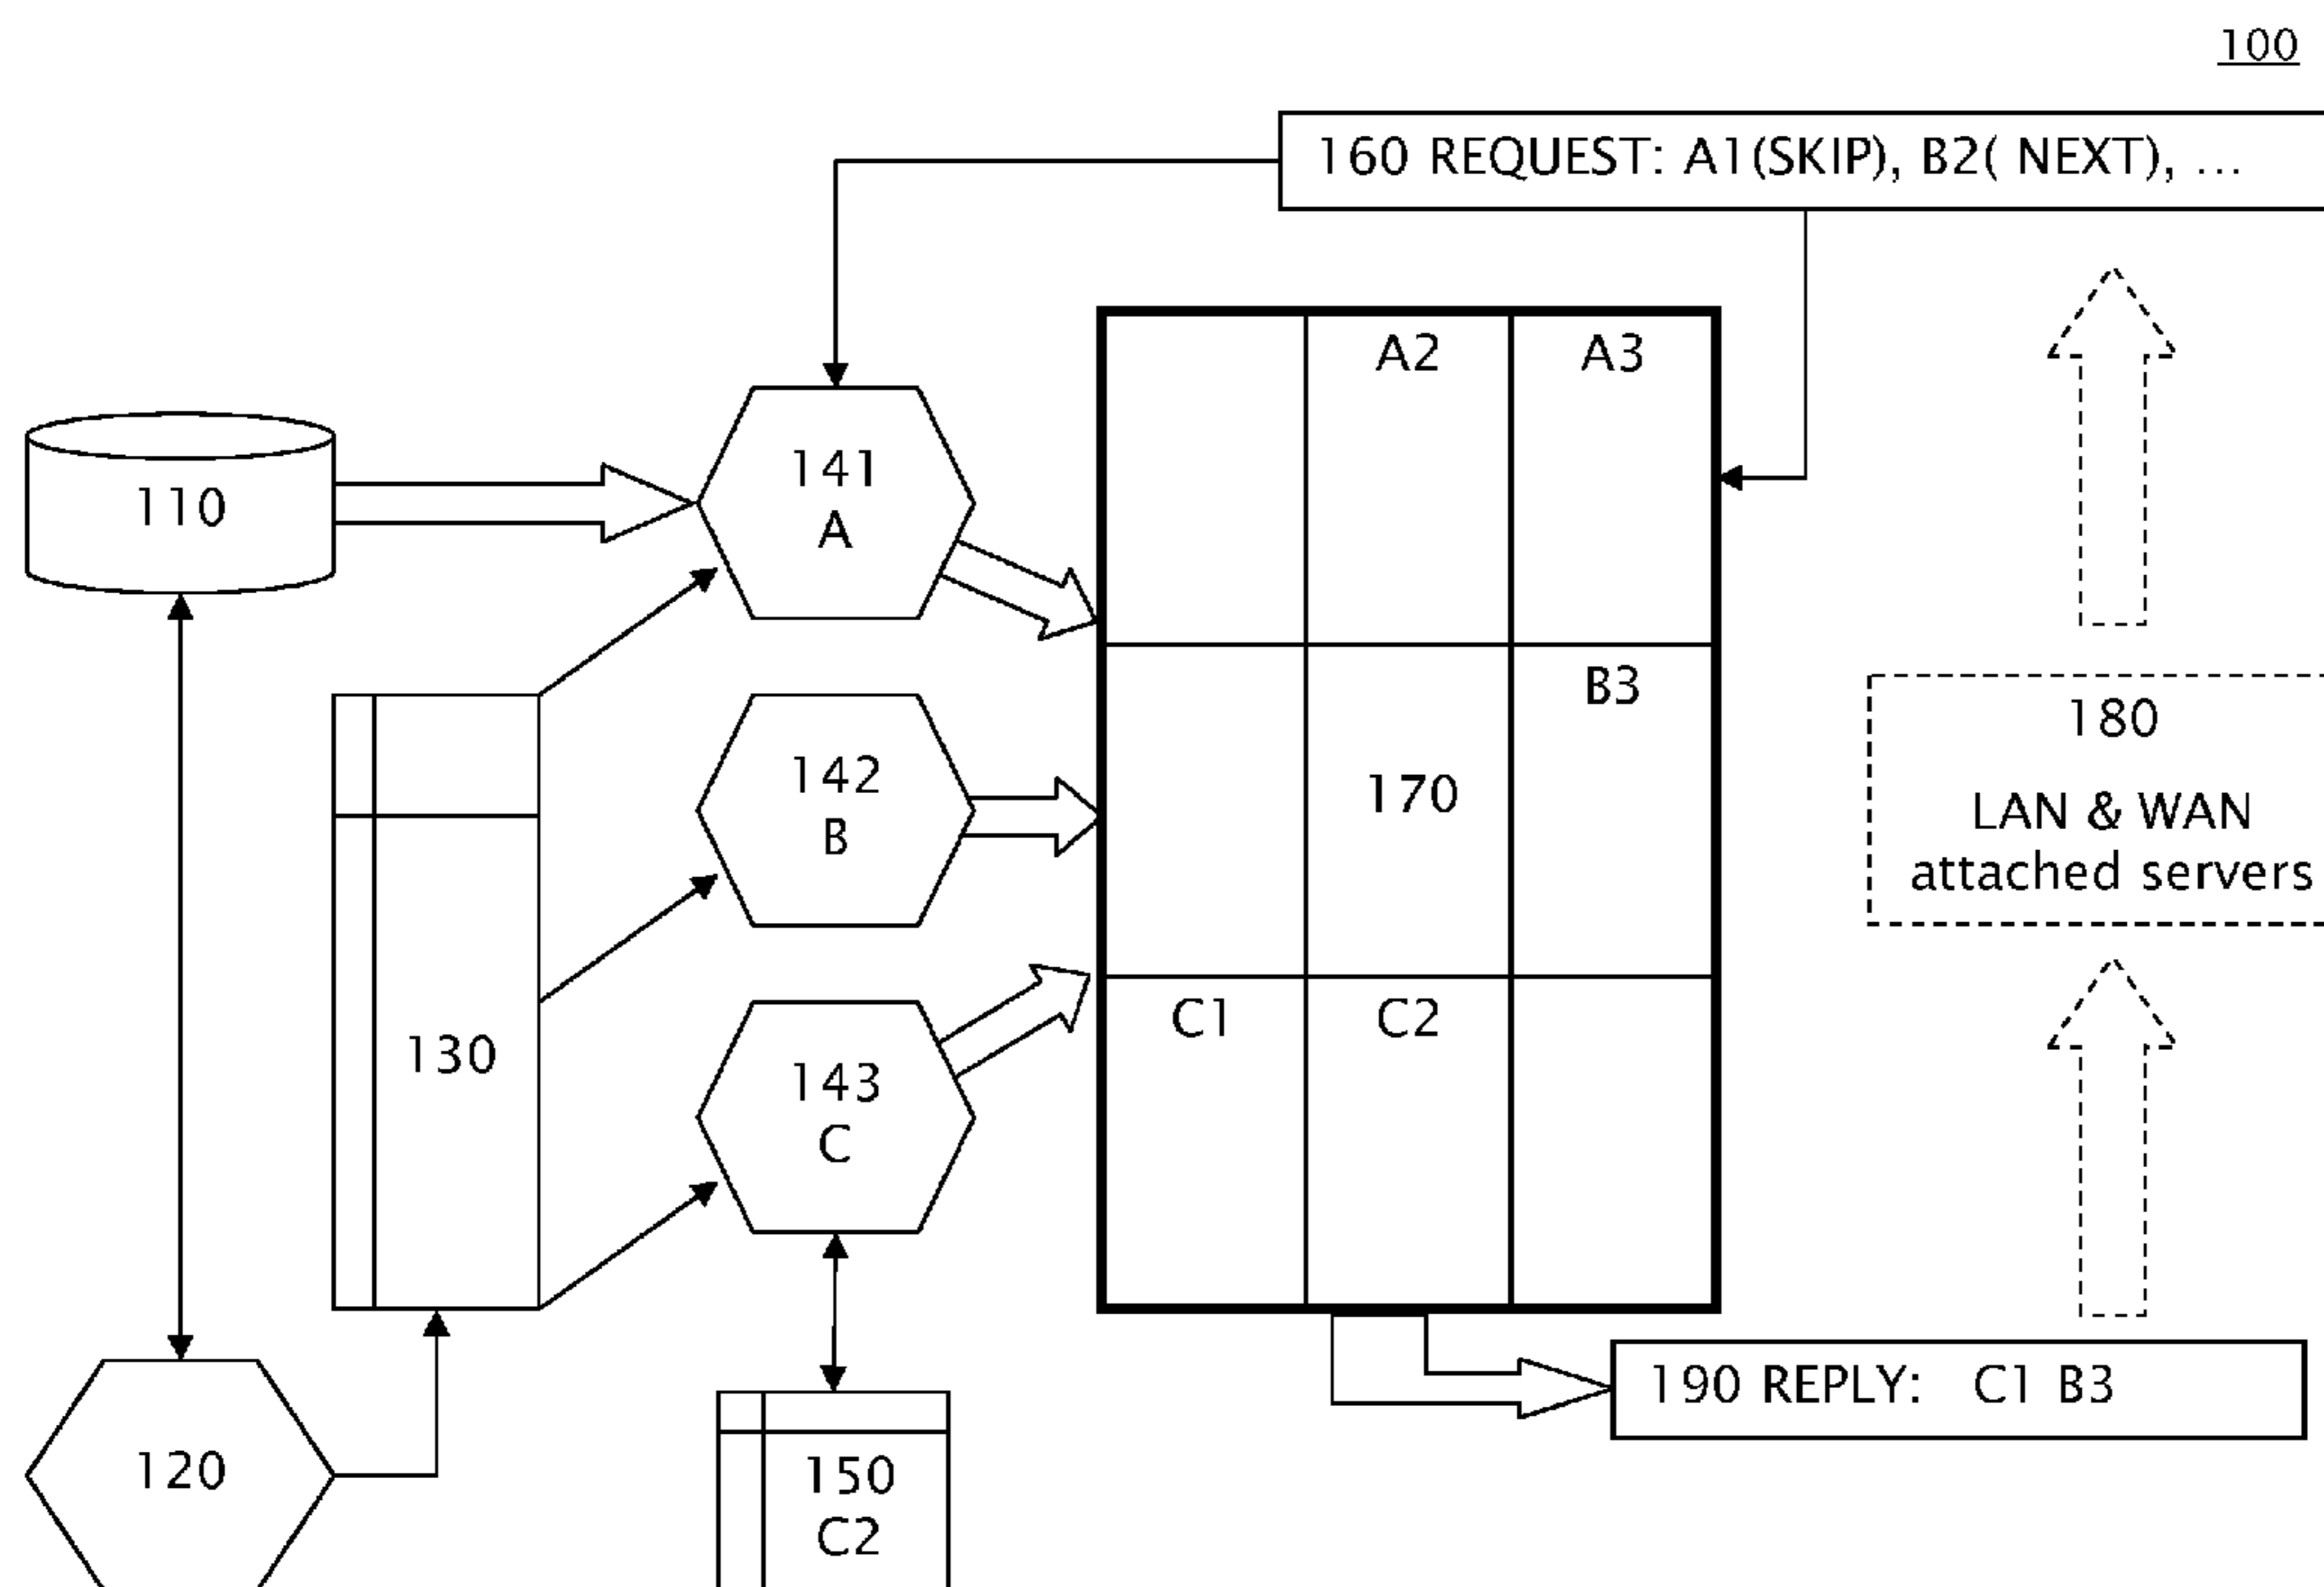 100
160 REQUEST: A1(SKIP), B2( NEXT), ...
A2
A3
110
141
A
B3
180
LAN & WAN
attached servers
142
B
170
130
C1
C2
143
C
190 REPLY: C1 B3
120
150
C2